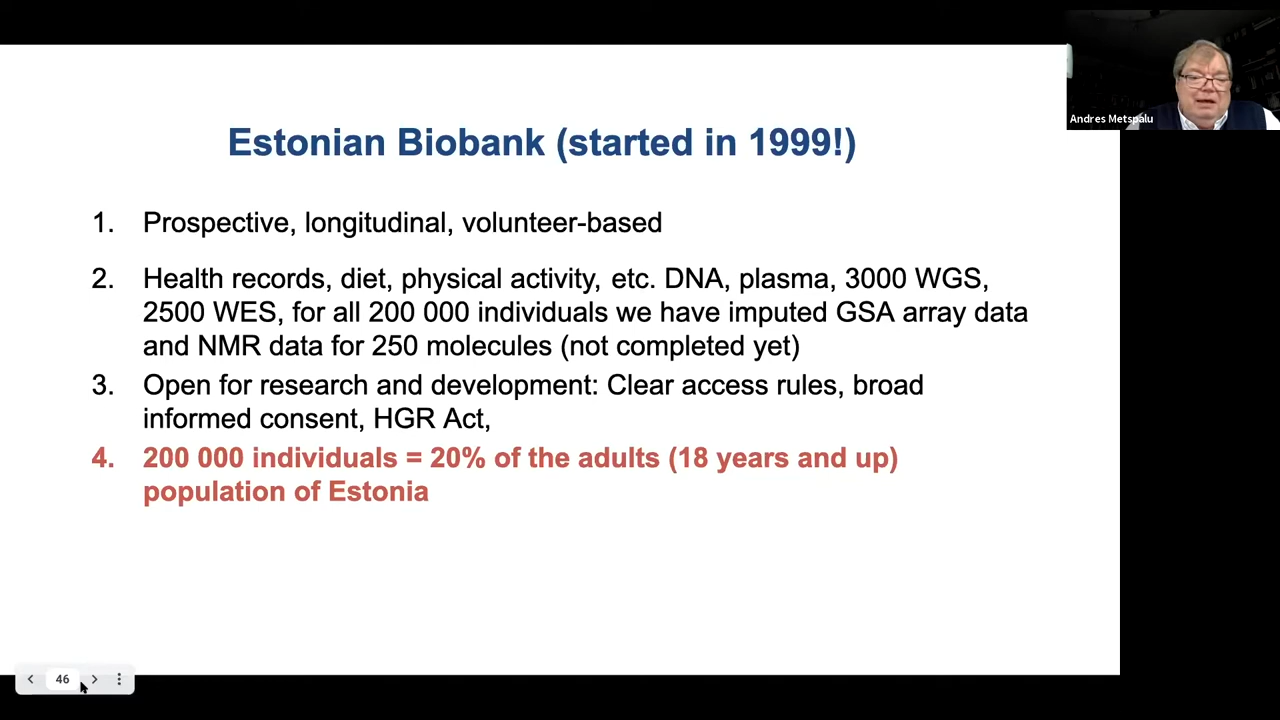 Andres Metspalu
Estonian Biobank (started in 1999!)
1. Prospective, longitudinal, volunteer-based
2. Health records, diet, physical activity, etc. DNA, plasma, 3000 WGS,
2500 WES, for all 200 000 individuals we have imputed GSA array data
and NMR data for 250 molecules (not completed yet)
3. Open for research and development: Clear access rules, broad
informed consent, HGR Act,
4. 200 000 individuals = 20% of the adults (18 years and up)
population of Estonia
46